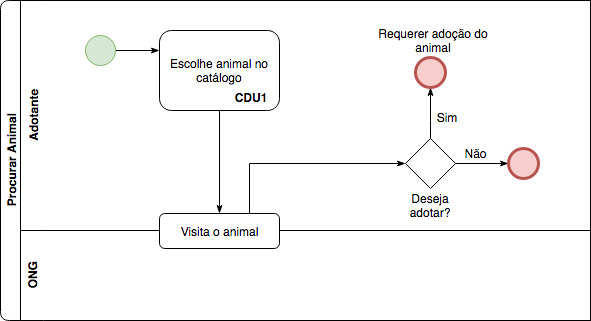 Procurar Animal
Adotante
ONG
Escolhe animal no
catálogo
CDU1
Visita o animal
Requerer adoção do
animal
Sim
Não
Deseja
adotar?